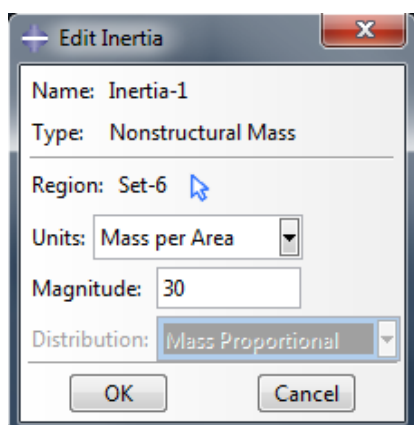 Edit Inertia
Name: Inertia-1
Type: Nonstructural Mass
Region: Set-6
Units: Mass per Area
Magnitude: 30
Distribution: Mass Proportional
OK Cancel